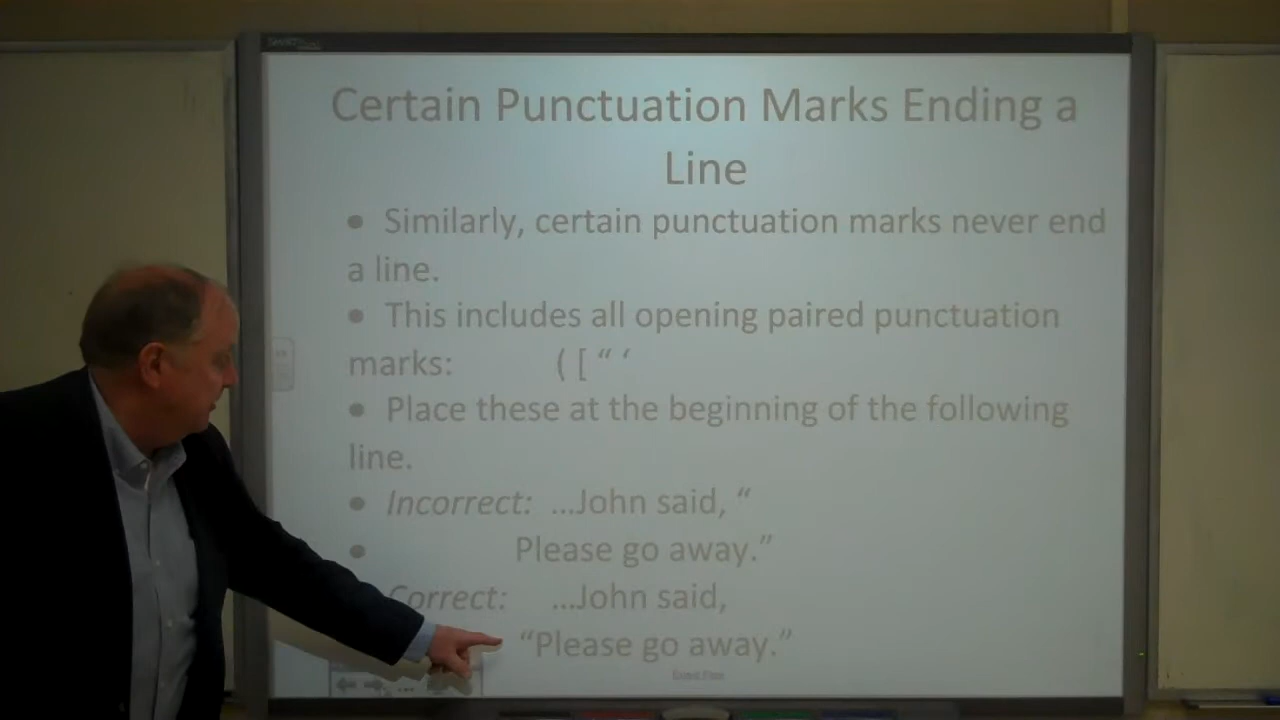 Certain Punctuation Marks Ending a
Line
• Similarly, certain punctuation marks never end
a line.
• This includes all opening paired punctuation
marks: ( [ “ ‘
• Place these at the beginning of the following
line.
• Incorrect: ...John said, “
• Please go away.”
Correct: ...John said,
“Please go away.”